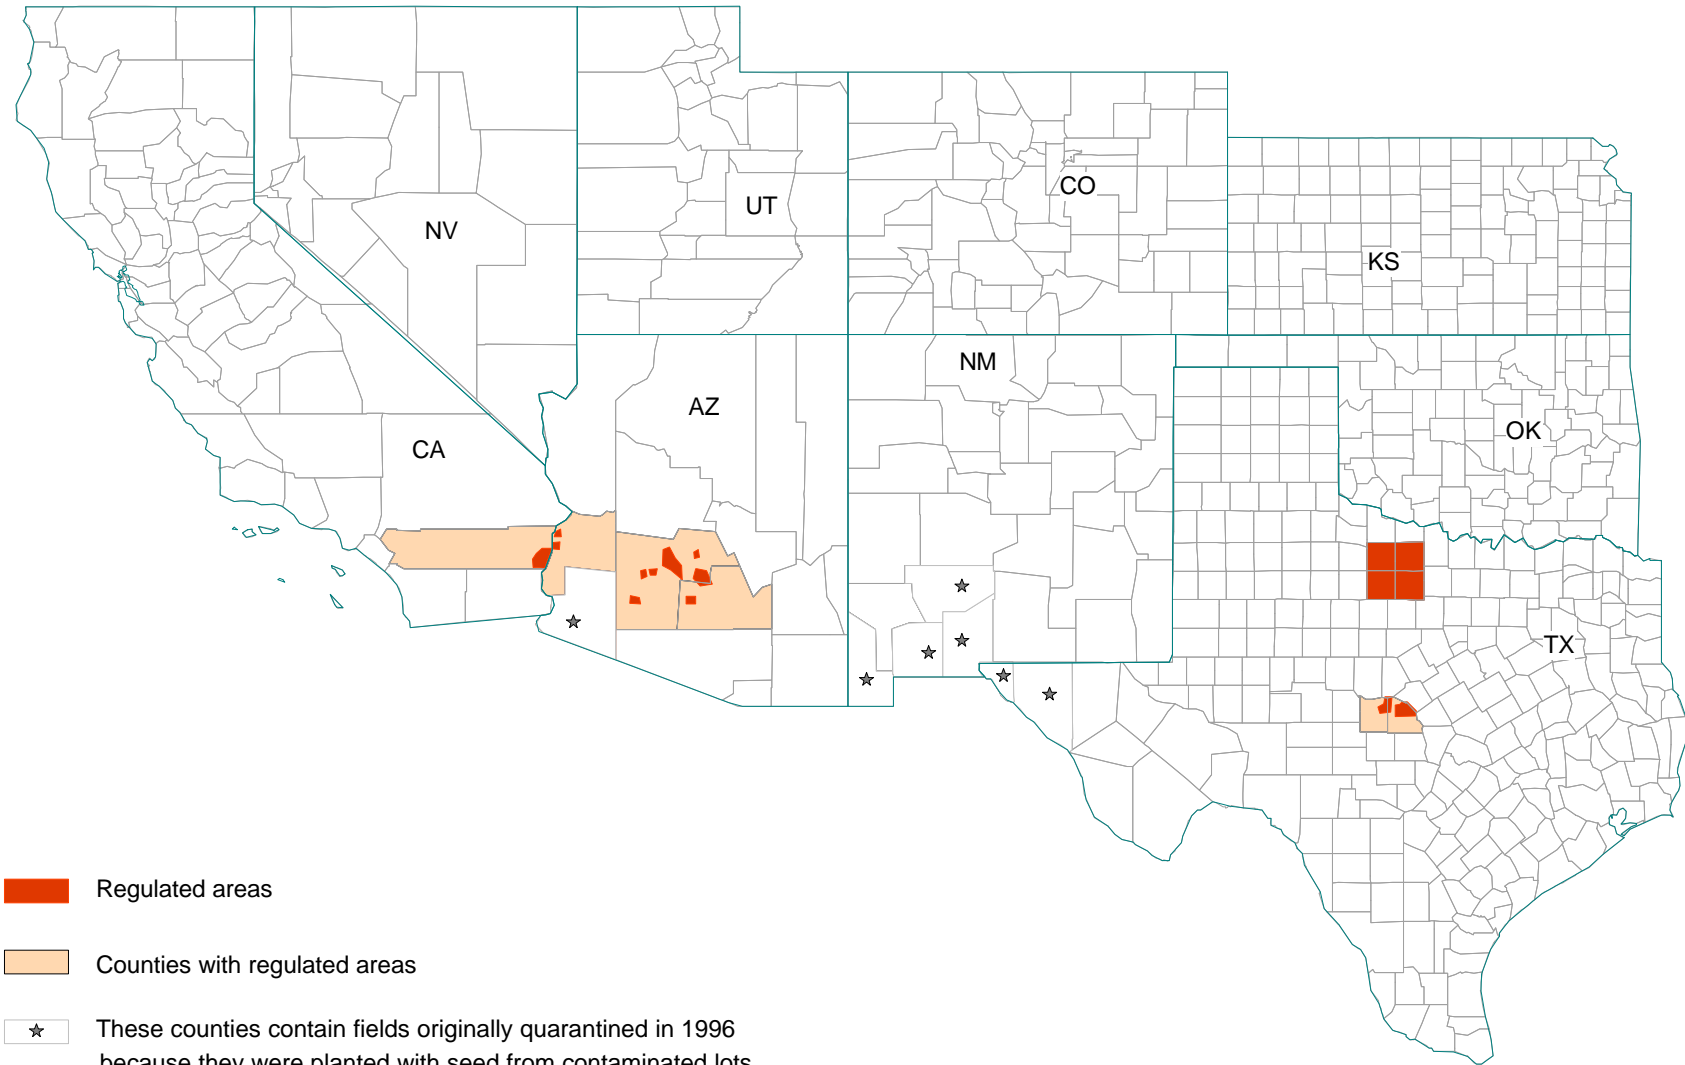 CO
UT
NV
KS
NM
AZ
OK
CA
TX
Regulated areas
Counties with regulated areas
These counties contain fields originally quarantined in 1996
because they were planted with seed from contaminated lots